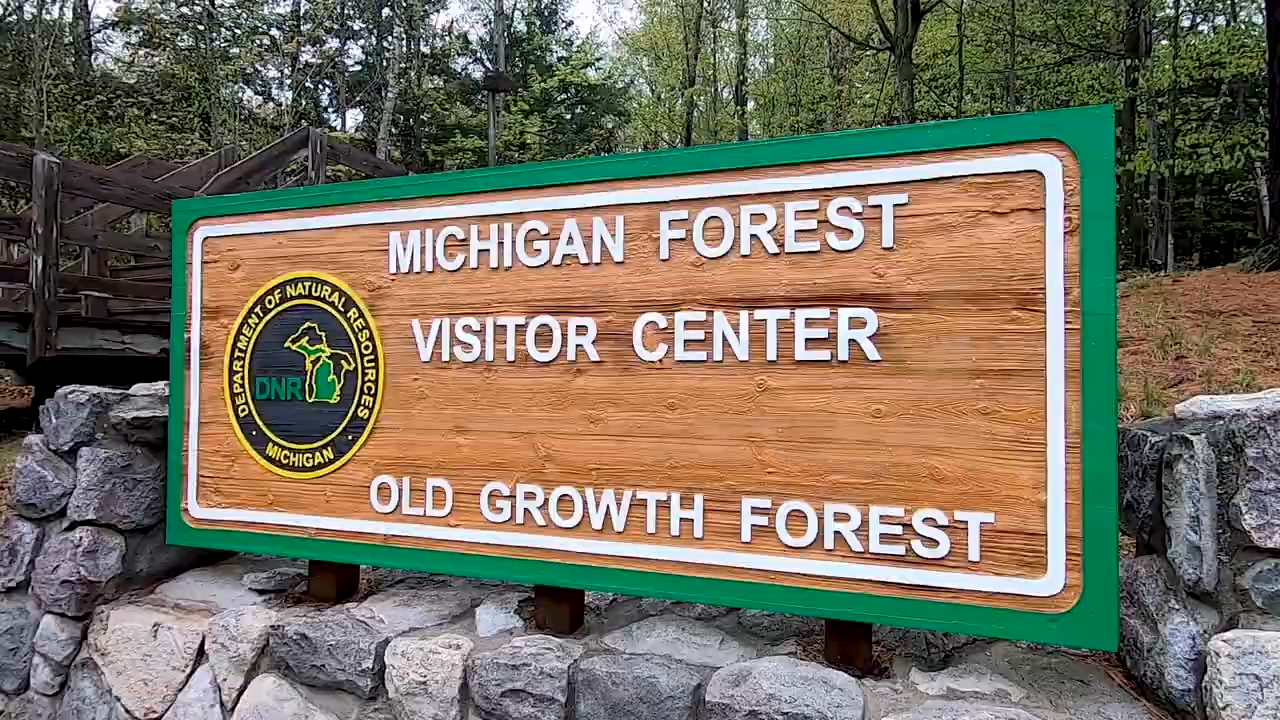 MICHIGAN FOREST
VISITOR CENTER
DEPARTMENT OF NATURAL RESOURCES
DNR
• MICHIGAN •
OLD GROWTH FOREST